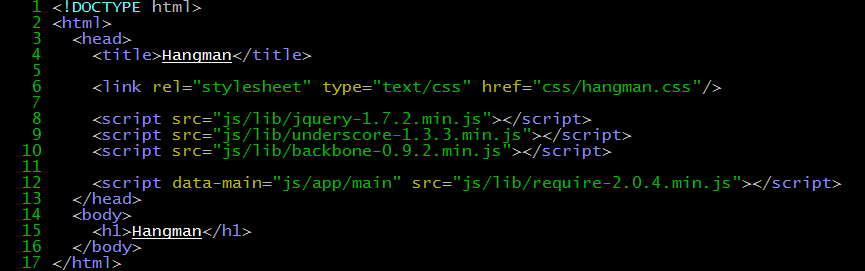 1 <!DOCTYPE html>
2 <html>
3   <head>
4     <title>Hangman</title>
5
6     <link rel="stylesheet" type="text/css" href="css/hangman.css"/>
7
8     <script src="js/lib/jquery-1.7.2.min.js"></script>
9     <script src="js/lib/underscore-1.3.3.min.js"></script>
10     <script src="js/lib/backbone-0.9.2.min.js"></script>
11
12     <script data-main="js/app/main" src="js/lib/require-2.0.4.min.js"></script>
13   </head>
14   <body>
15     <h1>Hangman</h1>
16   </body>
17 </html>